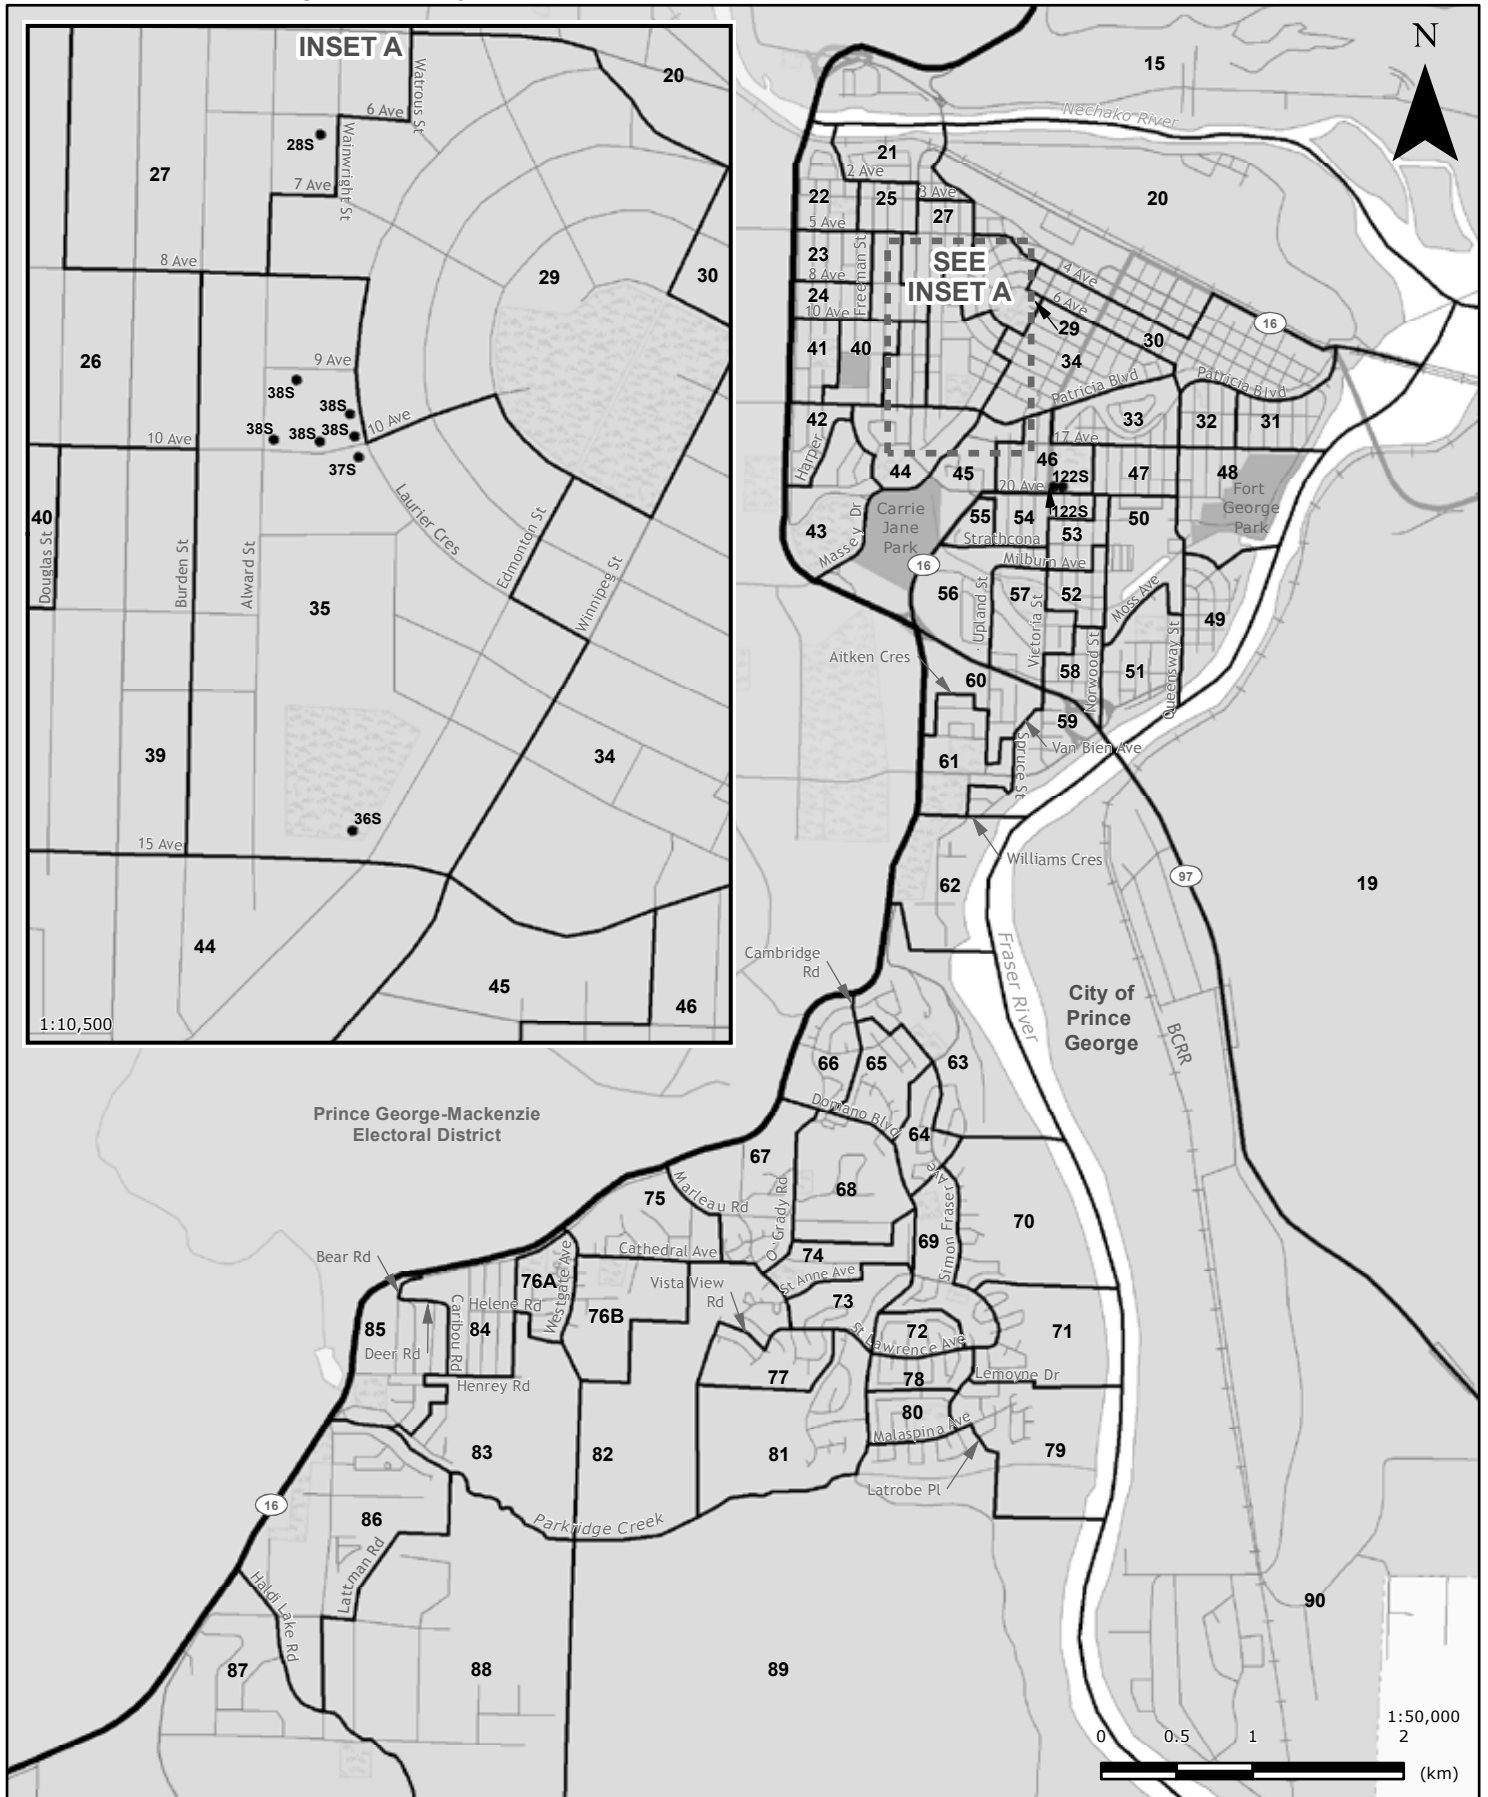 INSET A
Watrous St
20
6 Ave
28S
Wainwright St
27
7 Ave
8 Ave
29
30
26
9 Ave
38S
38S
38S
38S
38S
10 Ave
10 Ave
37S
40
Douglas St
Burden St
Alward St
Laurier Cres
Edmonton St
Winnipeg St
35
39
34
36S
15 Ave
44
45
46
1:10,500
N
15
Nechako River
21
2 Ave
22
25
3 Ave
20
27
5 Ave
23
Freeman St
SEE
INSET A
4 Ave
8 Ave
24
6 Ave
10 Ave
29
16
30
41
40
34
Patricia Blvd
Patricia Blvd
42
33
32
31
Harper
17 Ave
46
44
45
47
48
122S
20 Ave
122S
Fort
George
Park
Carrie
Jane
Park
55
54
50
43
Massey Dr
Strathcona
53
16
Milburn Ave
56
Upland St
57
52
Moss Ave
49
Victoria St
Aitken Cres
60
58
Norwood St
51
Queensway St
59
61
Spruce St
Van Bien Ave
Williams Cres
62
97
19
Cambridge
Rd
Fraser River
City of
Prince
George
BCRR
66
65
63
Prince George-Mackenzie
Electoral District
Domano Blvd
64
67
75
Marleau Rd
68
O'Grady Rd
Simon Fraser Ave
70
69
Bear Rd
Cathedral Ave
74
76A
Westgate Ave
Vista View
Rd
St Anne Ave
Helene Rd
76B
73
85
Caribou Rd
84
72
71
Deer Rd
St Lawrence Ave
Henrey Rd
77
78
Lemoyne Dr
80
Malaspina Ave
83
82
81
79
16
Latrobe Pl
86
Parkridge Creek
Lattman Rd
Haldi Lake Rd
90
87
88
89
1:50,000
0
0.5
1
2
(km)